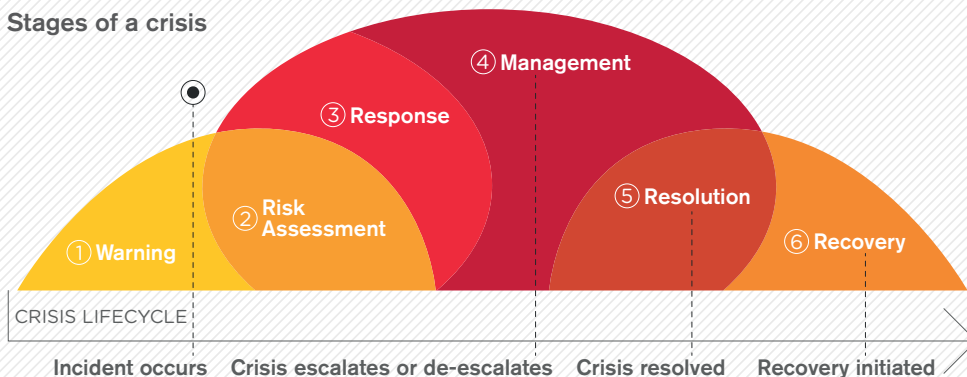 Stages of a crisis
④ Management
③ Response
⑤ Resolution
② Risk
Assessment
① Warning
⑥ Recovery
CRISIS LIFECYCLE
Incident occurs
Crisis escalates or de-escalates
Crisis resolved
Recovery initiated